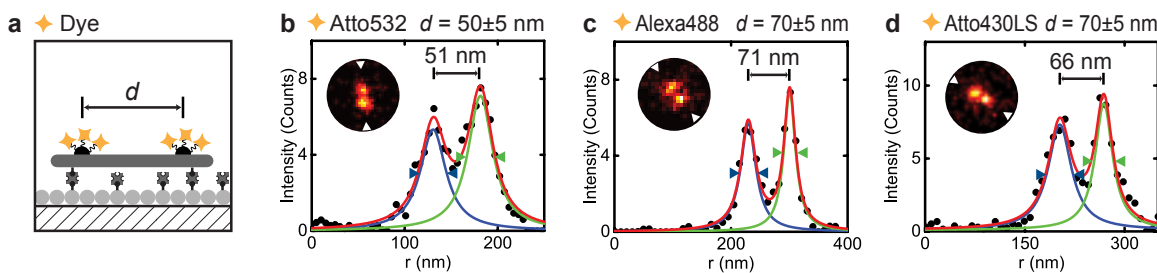 a Dye
d
b Atto532 d = 50±5 nm
51 nm
Intensity (Counts)
8
4
0
0 100 200
r (nm)
c Alexa488 d = 70±5 nm
71 nm
Intensity (Counts)
8
4
0
0 200 400
r (nm)
d Atto430LS d = 70±5 nm
66 nm
Intensity (Counts)
10
5
0
0 150 300
r (nm)